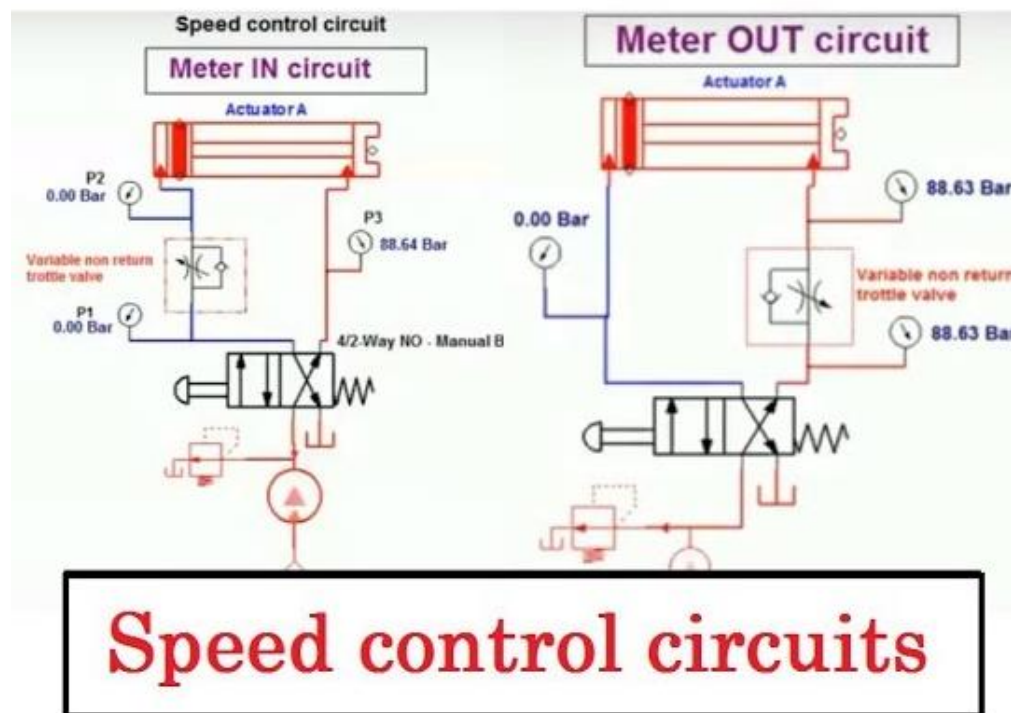 Speed control circuit
Meter IN circuit
Actuator A
P2
0.00 Bar
P3
88.64 Bar
Variable non return
trottle valve
P1
0.00 Bar
4/2-Way NO - Manual B
Meter OUT circuit
Actuator A
88.63 Bar
0.00 Bar
Variable non return
trottle valve
88.63 Bar
Speed control circuits